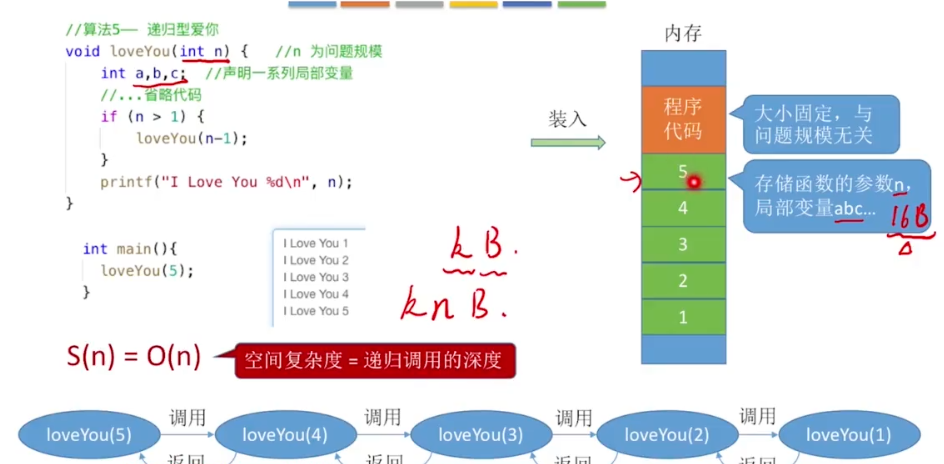 //算法5—— 递归型爱你
void loveYou(int n) {   //n 为问题规模
int a,b,c;   //声明一系列局部变量
//...省略代码
if (n > 1) {
loveYou(n-1);
}
printf("I Love You %d\n", n);
}
int main(){
loveYou(5);
}
I Love You 1
I Love You 2
I Love You 3
I Love You 4
I Love You 5
kB.
knB.
S(n) = O(n)
空间复杂度 = 递归调用的深度
装入
内存
程序
代码
5
4
3
2
1
大小固定，与
问题规模无关
存储函数的参数n，
局部变量abc...
16B
loveYou(5)
调用
返回
loveYou(4)
调用
返回
loveYou(3)
调用
返回
loveYou(2)
调用
返回
loveYou(1)